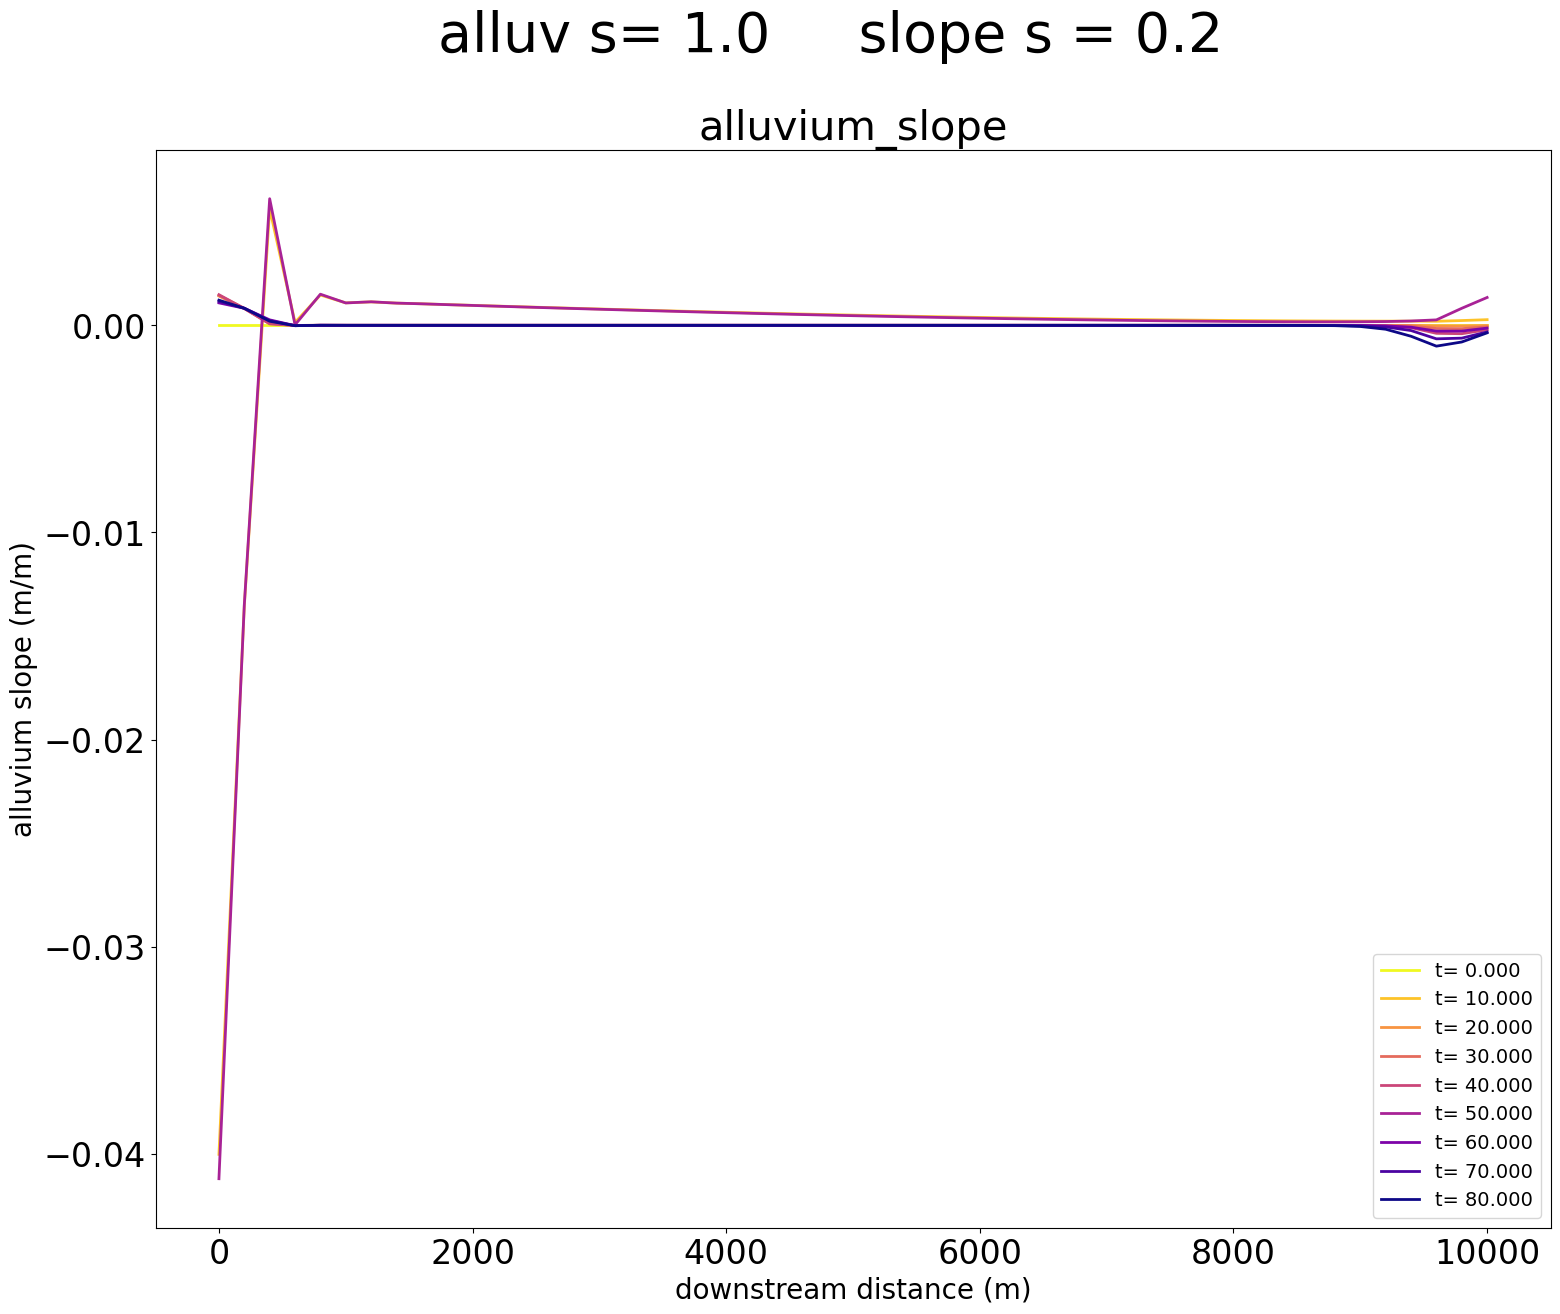 alluv s= 1.0 slope s = 0.2
alluvium_slope
alluvium slope (m/m)
0.00
−0.01
−0.02
−0.03
−0.04
t= 0.000
t= 10.000
t= 20.000
t= 30.000
t= 40.000
t= 50.000
t= 60.000
t= 70.000
t= 80.000
0 2000 4000 6000 8000 10000
downstream distance (m)